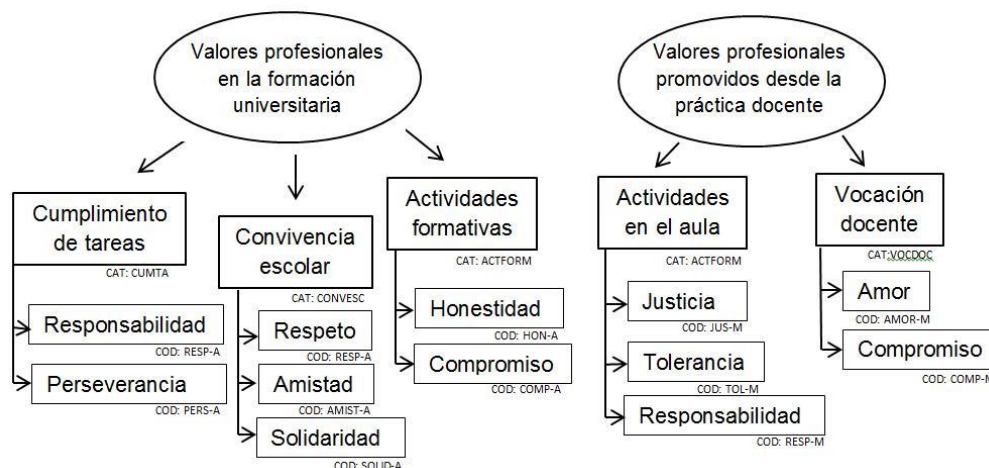 Valores profesionales
en la formación
universitaria
Cumplimiento
de tareas
CAT: CUMTA
Responsabilidad
COD: RESP-A
Perseverancia
COD: PERS-A
Convivencia
escolar
CAT: CONVESC
Respeto
COD: RESP-A
Amistad
COD: AMIST-A
Solidaridad
COD: SOLID-A
Actividades
formativas
CAT: ACTFORM
Honestidad
COD: HON-A
Compromiso
COD: COMP-A
Valores profesionales
promovidos desde la
práctica docente
Actividades
en el aula
CAT: ACTFORM
Justicia
COD: JUS-M
Tolerancia
COD: TOL-M
Responsabilidad
COD: RESP-M
Vocación
docente
CAT:VOCDOC
Amor
COD: AMOR-M
Compromiso
COD: COMP-M